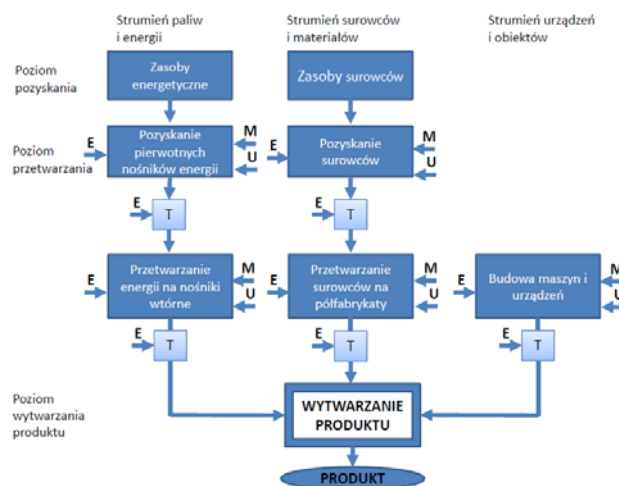 Strumień paliw
i energii
Strumień surowców
i materiałów
Strumień urządzeń
i obiektów
Poziom
pozyskania
Zasoby
energetyczne
Zasoby surowców
Poziom
przetwarzania
E
Pozyskanie
pierwotnych
nośników energii
M
U
E
Pozyskanie
surowców
M
U
E
T
E
T
E
Przetwarzanie
energii na nośniki
wtórne
M
U
E
Przetwarzanie
surowców na
półfabrykaty
M
U
E
Budowa maszyn i
urządzeń
M
U
E
T
E
T
E
T
Poziom
wytwarzania
produktu
WYTWARZANIE
PRODUKTU
PRODUKT